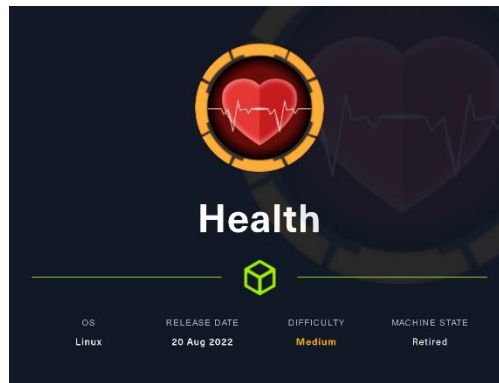 Health
OS RELEASE DATE DIFFICULTY MACHINE STATE
Linux 20 Aug 2022 Medium Retired